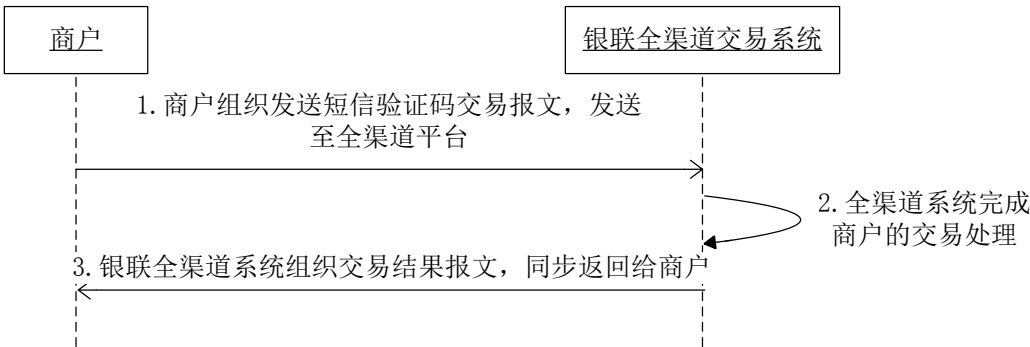 商户
银联全渠道交易系统
1.商户组织发送短信验证码交易报文，发送
至全渠道平台
2.全渠道系统完成
商户的交易处理
3.银联全渠道系统组织交易结果报文，同步返回给商户